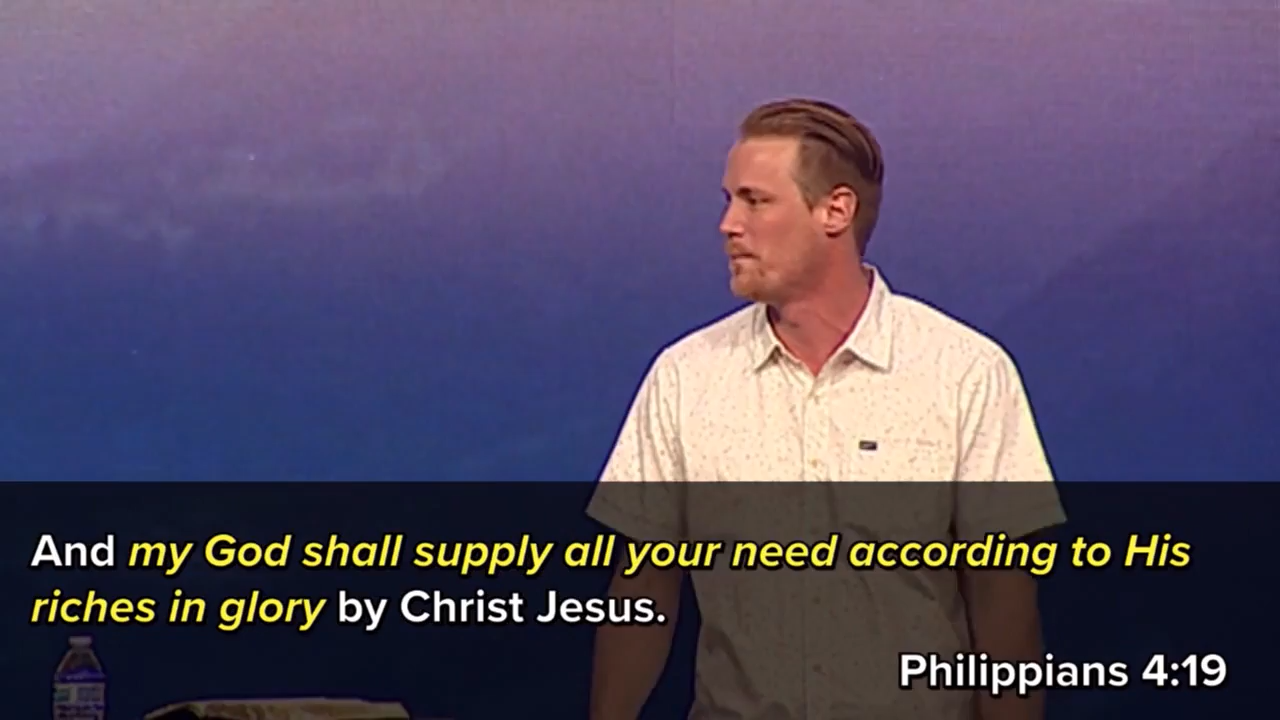 And my God shall supply all your need according to His
riches in glory by Christ Jesus.
Philippians 4:19